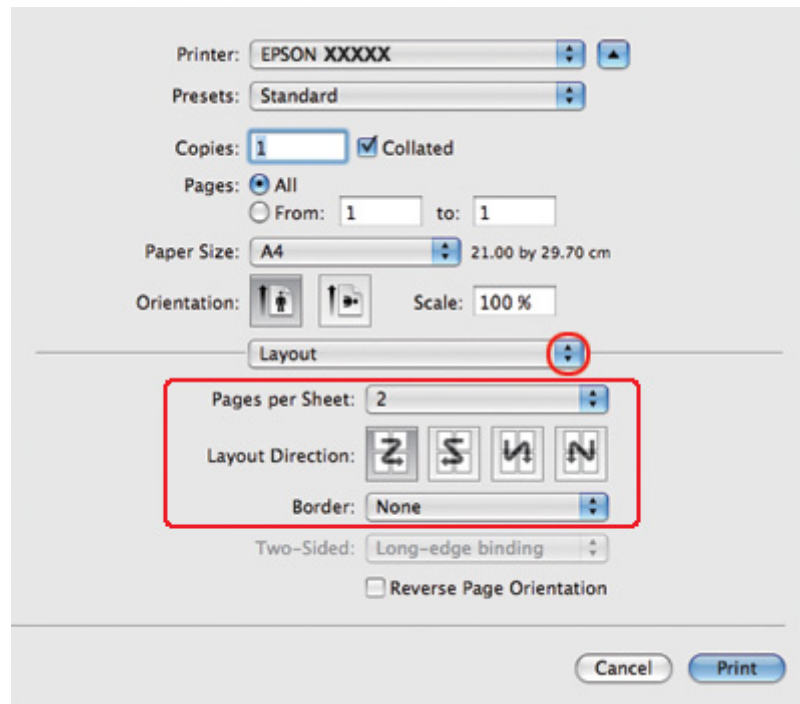 Printer: EPSON XXXXX
Presets: Standard
Copies: 1 Collated
Pages: All
From: 1 to: 1
Paper Size: A4 21.00 by 29.70 cm
Orientation: Scale: 100 %
Layout
Pages per Sheet: 2
Layout Direction:
Border: None
Two-Sided: Long-edge binding
Reverse Page Orientation
Cancel Print